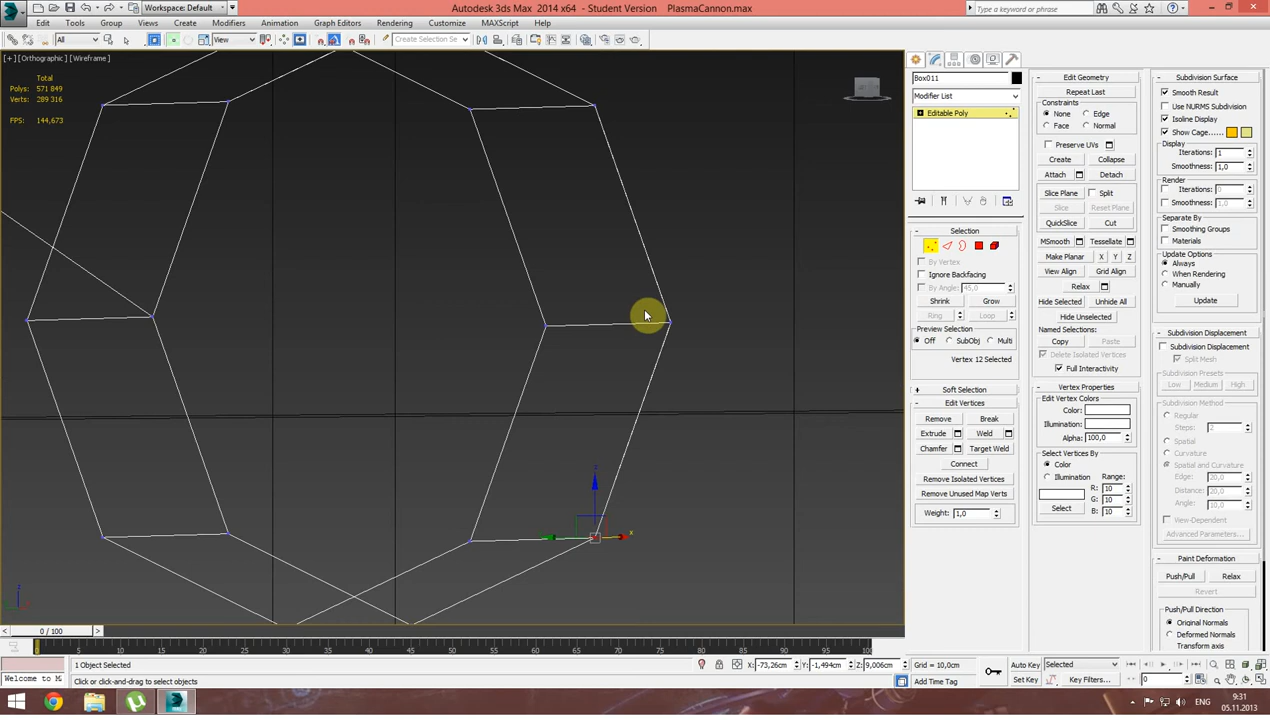 Workspace: Default
Autodesk 3ds Max 2014 x64 - Student Version PlasmaCannon.max
Type a keyword or phrase
Edit Tools Group Views Create Modifiers Animation Graph Editors Rendering Customize MAXScript Help
All View Create Selection Se
[+] [Orthographic ] [Wireframe ]
Total
Polys: 571 849
Verts: 289 316
FPS: 144,673
x
z
z
Box011
Modifier List
Editable Poly
Selection
By Vertex
Ignore Backfacing
By Angle: 45,0
Shrink Grow
Ring Loop
Preview Selection
Off SubObj Multi
Vertex 12 Selected
Soft Selection
Edit Vertices
Remove Break
Extrude Weld
Chamfer Target Weld
Connect
Remove Isolated Vertices
Remove Unused Map Verts
Weight: 1,0
Edit Geometry
Repeat Last
Constraints
None Edge
Face Normal
Preserve UVs
Create Collapse
Attach Detach
Slice Plane Split
Slice Reset Plane
QuickSlice Cut
MSmooth Tessellate
Make Planar X Y Z
View Align Grid Align
Relax
Hide Selected Unhide All
Hide Unselected
Named Selections:
Copy Paste
Delete Isolated Vertices
Full Interactivity
Vertex Properties
Edit Vertex Colors
Color:
Illumination:
Alpha: 100,0
Select Vertices By
Color
Illumination
Range:
R: 10
G: 10
B: 10
Select
Subdivision Surface
Smooth Result
Use NURMS Subdivision
Isoline Display
Show Cage......
Display
Iterations: 1
Smoothness: 1,0
Render
Iterations: 0
Smoothness: 1,0
Separate By
Smoothing Groups
Materials
Update Options
Always
When Rendering
Manually
Update
Subdivision Displacement
Subdivision Displacement
Split Mesh
Subdivision Presets
Low Medium High
Subdivision Method
Regular
Steps: 2
Spatial
Curvature
Spatial and Curvature
Edge: 20,0
Distance: 20,0
Angle: 10,0
View-Dependent
Advanced Parameters...
Paint Deformation
Push/Pull Relax
Revert
Push/Pull Direction
Original Normals
Deformed Normals
Transform axis
0 / 100
0 5 10 15 20 25 30 35 40 45 50 55 60 65 70 75 80 85 90 95 100
1 Object Selected
X: -73,26cm Y: -1,494cm Z: 9,006cm Grid = 10,0cm
Auto Key Selected
Welcome to M
Click or click-and-drag to select objects
Add Time Tag
Set Key Key Filters... 0
ENG
9:31
05.11.2013